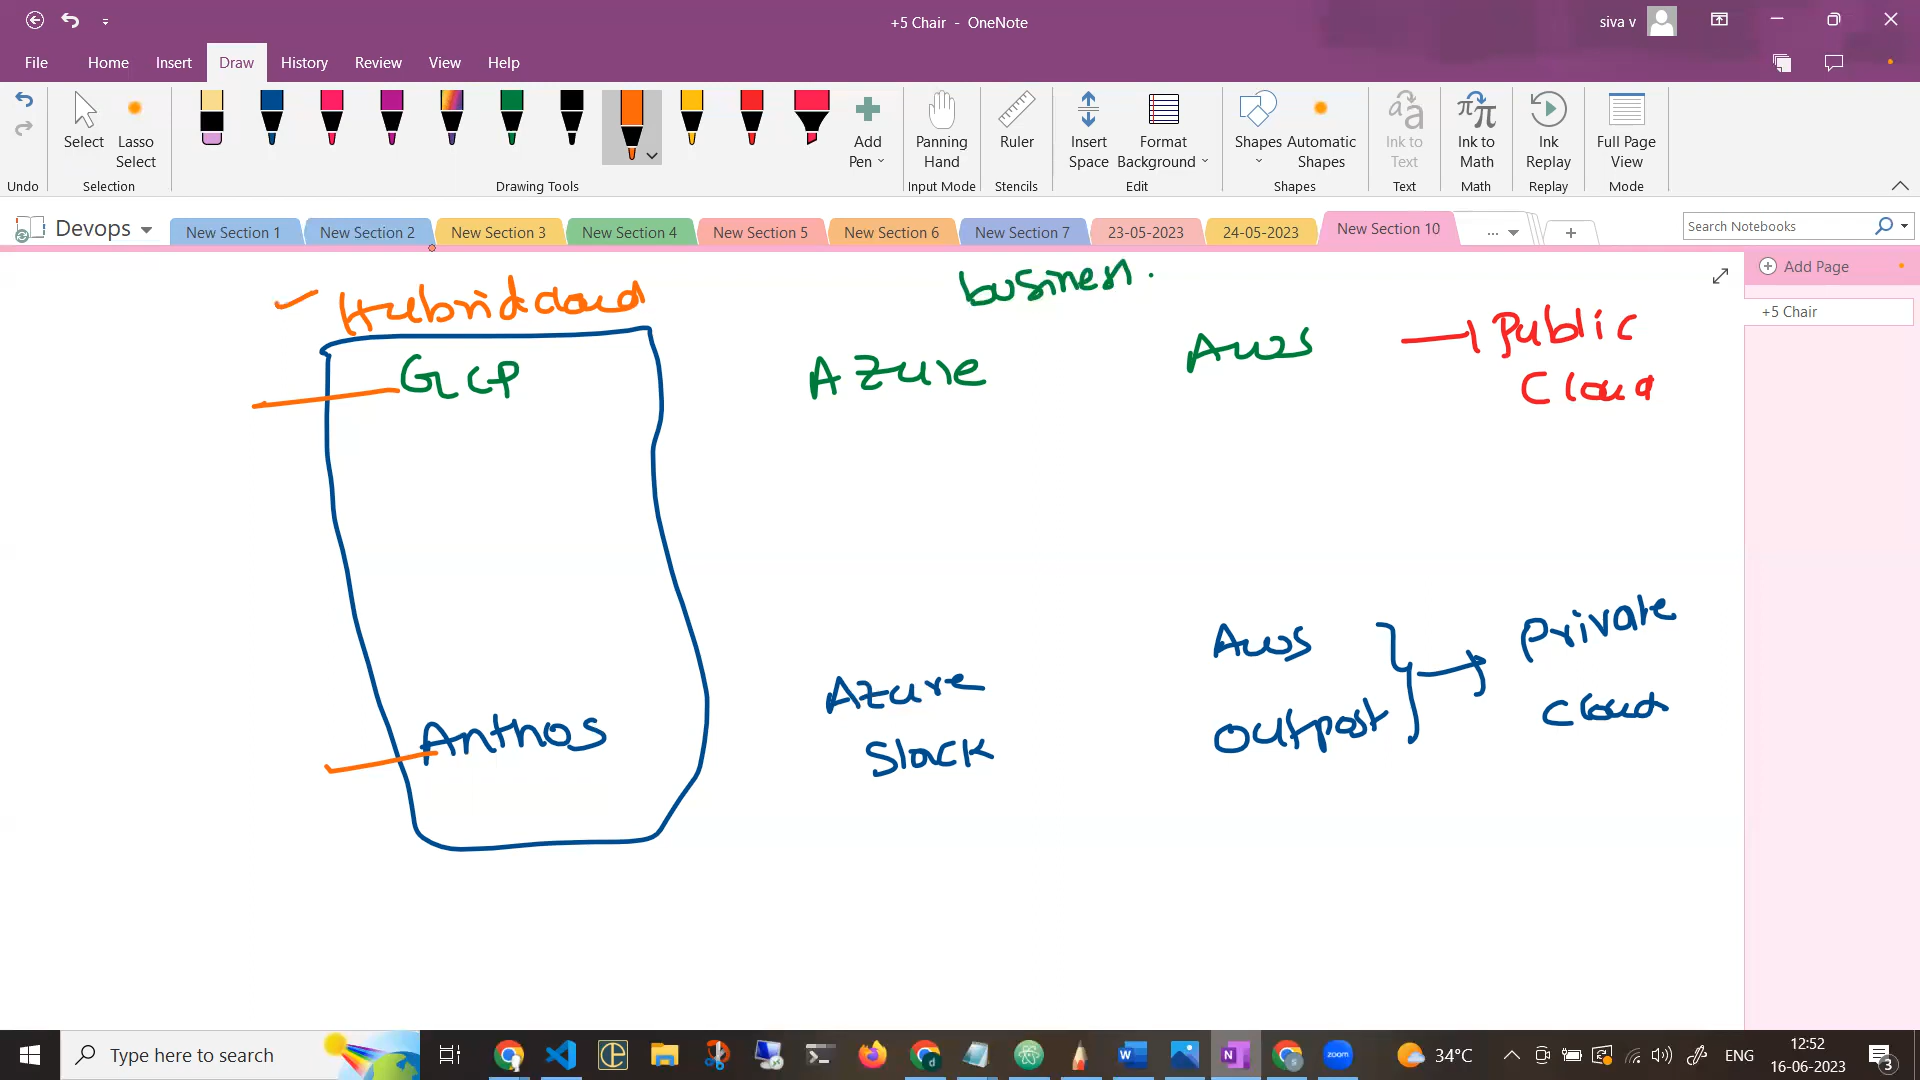 +5 Chair - OneNote
siva v
File Home Insert Draw History Review View Help
Select
Lasso Select
Add Pen
Panning Hand
Ruler
Insert Space
Format Background
Shapes
Automatic Shapes
Ink to Text
Ink to Math
Ink Replay
Full Page View
Undo Selection Drawing Tools Input Mode Stencils Edit Shapes Text Math Replay Mode
Devops New Section 1 New Section 2 New Section 3 New Section 4 New Section 5 New Section 6 New Section 7 23-05-2023 24-05-2023 New Section 10 ... Search Notebooks
Add Page
+5 Chair
business.
Hybrid cloud
GCP Azure Aws Public
Cloud
Aws Private
Azure
Anthos Outpost Cloud
Stack
Type here to search
zoom
34°C
ENG
12:52
16-06-2023
3